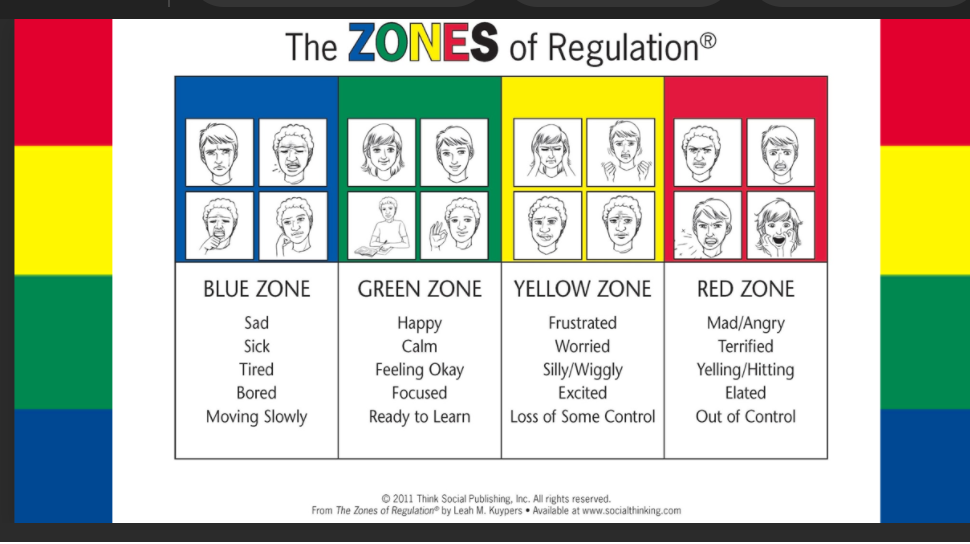 The ZONES of Regulation®
BLUE ZONE
Sad
Sick
Tired
Bored
Moving Slowly
GREEN ZONE
Happy
Calm
Feeling Okay
Focused
Ready to Learn
YELLOW ZONE
Frustrated
Worried
Silly/Wiggly
Excited
Loss of Some Control
RED ZONE
Mad/Angry
Terrified
Yelling/Hitting
Elated
Out of Control
© 2011 Think Social Publishing, Inc. All rights reserved.
From The Zones of Regulation® by Leah M. Kuypers • Available at www.socialthinking.com